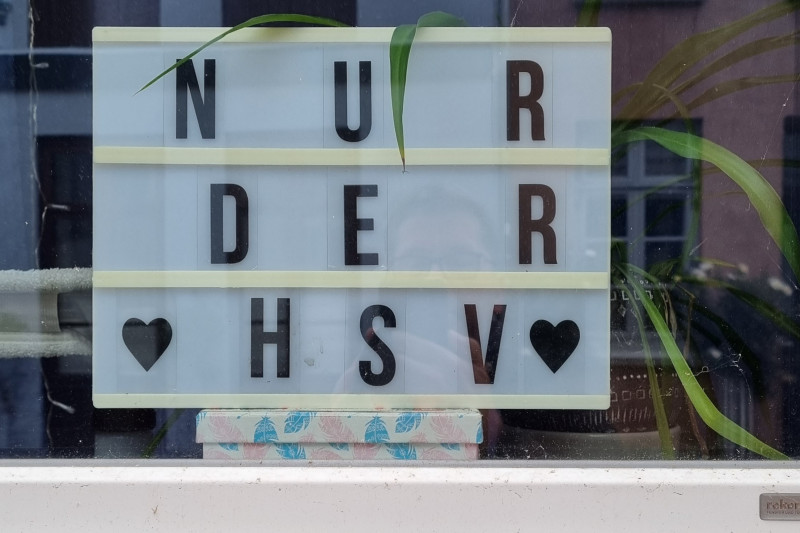 NUR
DER
♥ HSV ♥